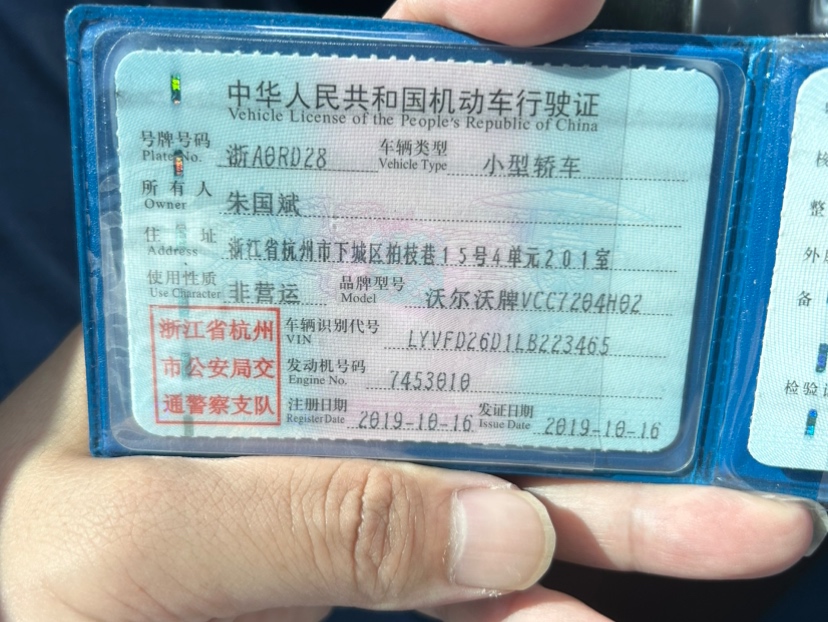 中华人民共和国机动车行驶证
Vehicle License of the People's Republic of China
号牌号码 浙A0RD28 车辆类型 小型轿车
Plate No. Vehicle Type
所有人 朱国斌
Owner
住址 浙江省杭州市下城区柏枝巷15号4单元201室
Address
使用性质 非营运 品牌型号 沃尔沃牌VCC7204H02
Use Character Model
浙江省杭州
市公安局交
通警察支队
车辆识别代号 LYVFD26D1LB223465
VIN
发动机号码 7453010
Engine No.
注册日期 2019-10-16 发证日期 2019-10-16
Register Date Issue Date
核
整
外
备
检验